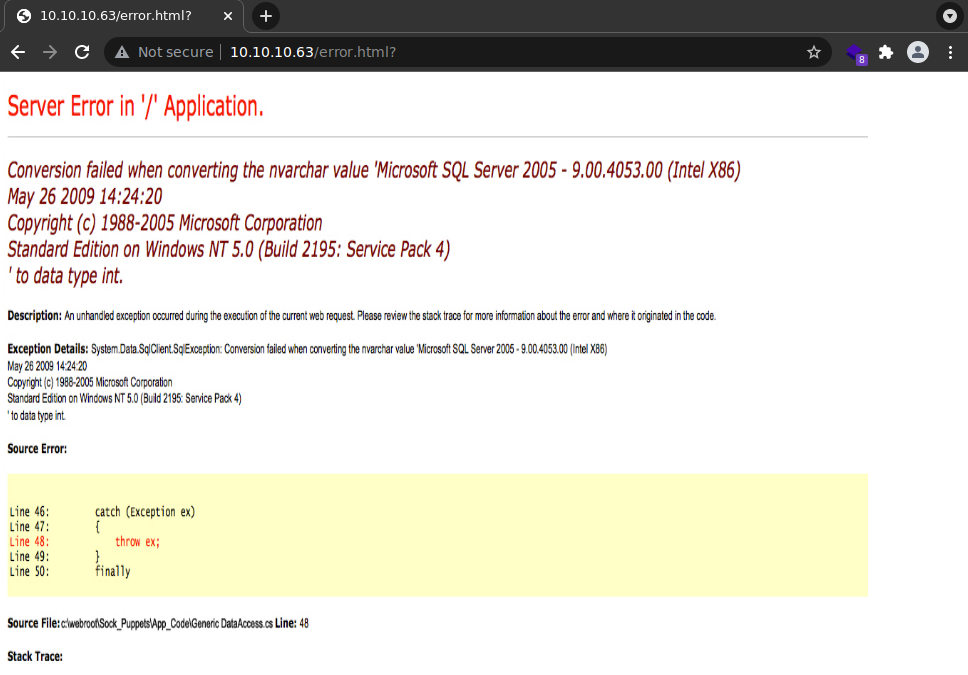 10.10.10.63/error.html?
Not secure 10.10.10.63/error.html?
8
Server Error in '/' Application.
Conversion failed when converting the nvarchar value 'Microsoft SQL Server 2005 - 9.00.4053.00 (Intel X86)
May 26 2009 14:24:20
Copyright (c) 1988-2005 Microsoft Corporation
Standard Edition on Windows NT 5.0 (Build 2195: Service Pack 4)
' to data type int.
Description: An unhandled exception occurred during the execution of the current web request. Please review the stack trace for more information about the error and where it originated in the code.
Exception Details: System.Data.SqlClient.SqlException: Conversion failed when converting the nvarchar value 'Microsoft SQL Server 2005 - 9.00.4053.00 (Intel X86)
May 26 2009 14:24:20
Copyright (c) 1988-2005 Microsoft Corporation
Standard Edition on Windows NT 5.0 (Build 2195: Service Pack 4)
' to data type int.
Source Error:
Line 46: catch (Exception ex)
Line 47: {
Line 48: throw ex;
Line 49: }
Line 50: finally
Source File: c:\webroot\Sock_Puppets\App_Code\Generic DataAccess.cs Line: 48
Stack Trace: